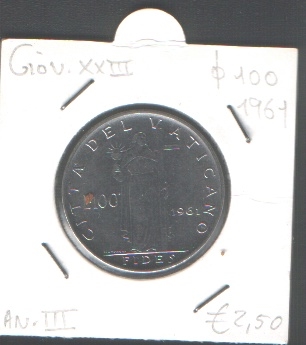 Giov. XXIII
₤ 100
1961
CITTA' DEL VATICANO
L.100
1961
FIDES
AN. III
€2,50